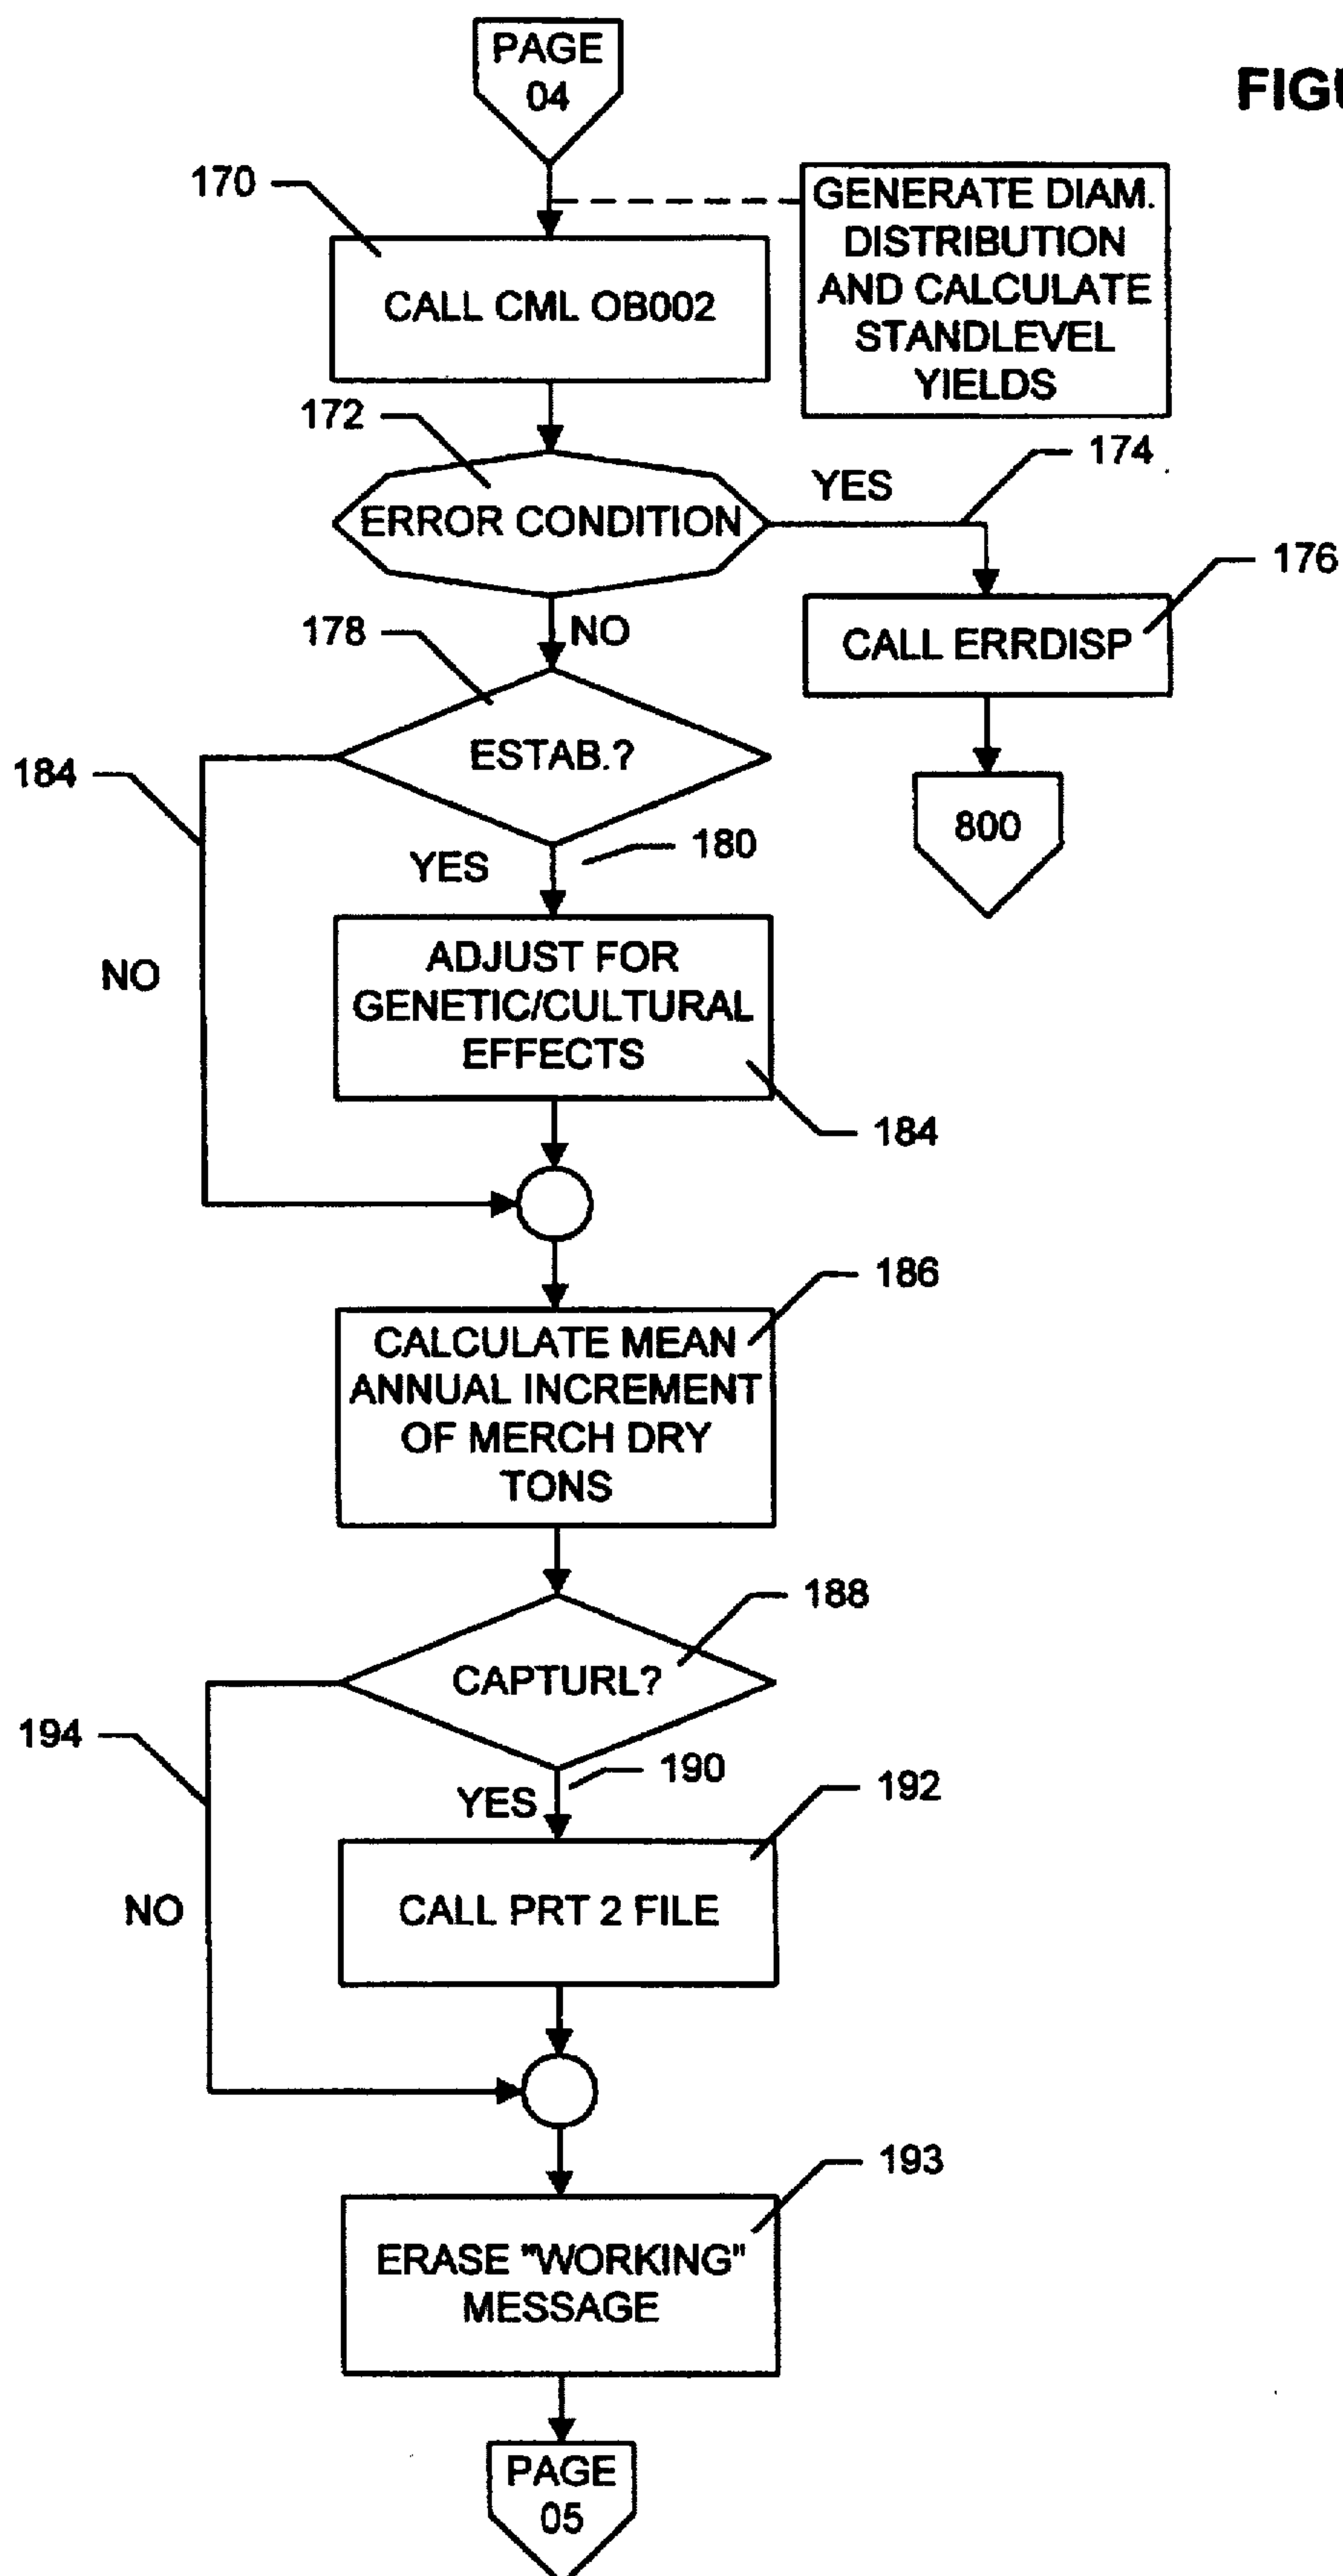 PAGE
04
FIGU
170
GENERATE DIAM.
DISTRIBUTION
AND CALCULATE
STANDLEVEL
YIELDS
CALL CML OB002
172
174
YES
ERROR CONDITION
176
NO
178
CALL ERRDISP
ESTAB.?
184
800
180
YES
NO
ADJUST FOR
GENETIC/CULTURAL
EFFECTS
184
186
CALCULATE MEAN
ANNUAL INCREMENT
OF MERCH DRY
TONS
188
CAPTURL?
194
190
YES
192
NO
CALL PRT 2 FILE
193
ERASE "WORKING"
MESSAGE
PAGE
05